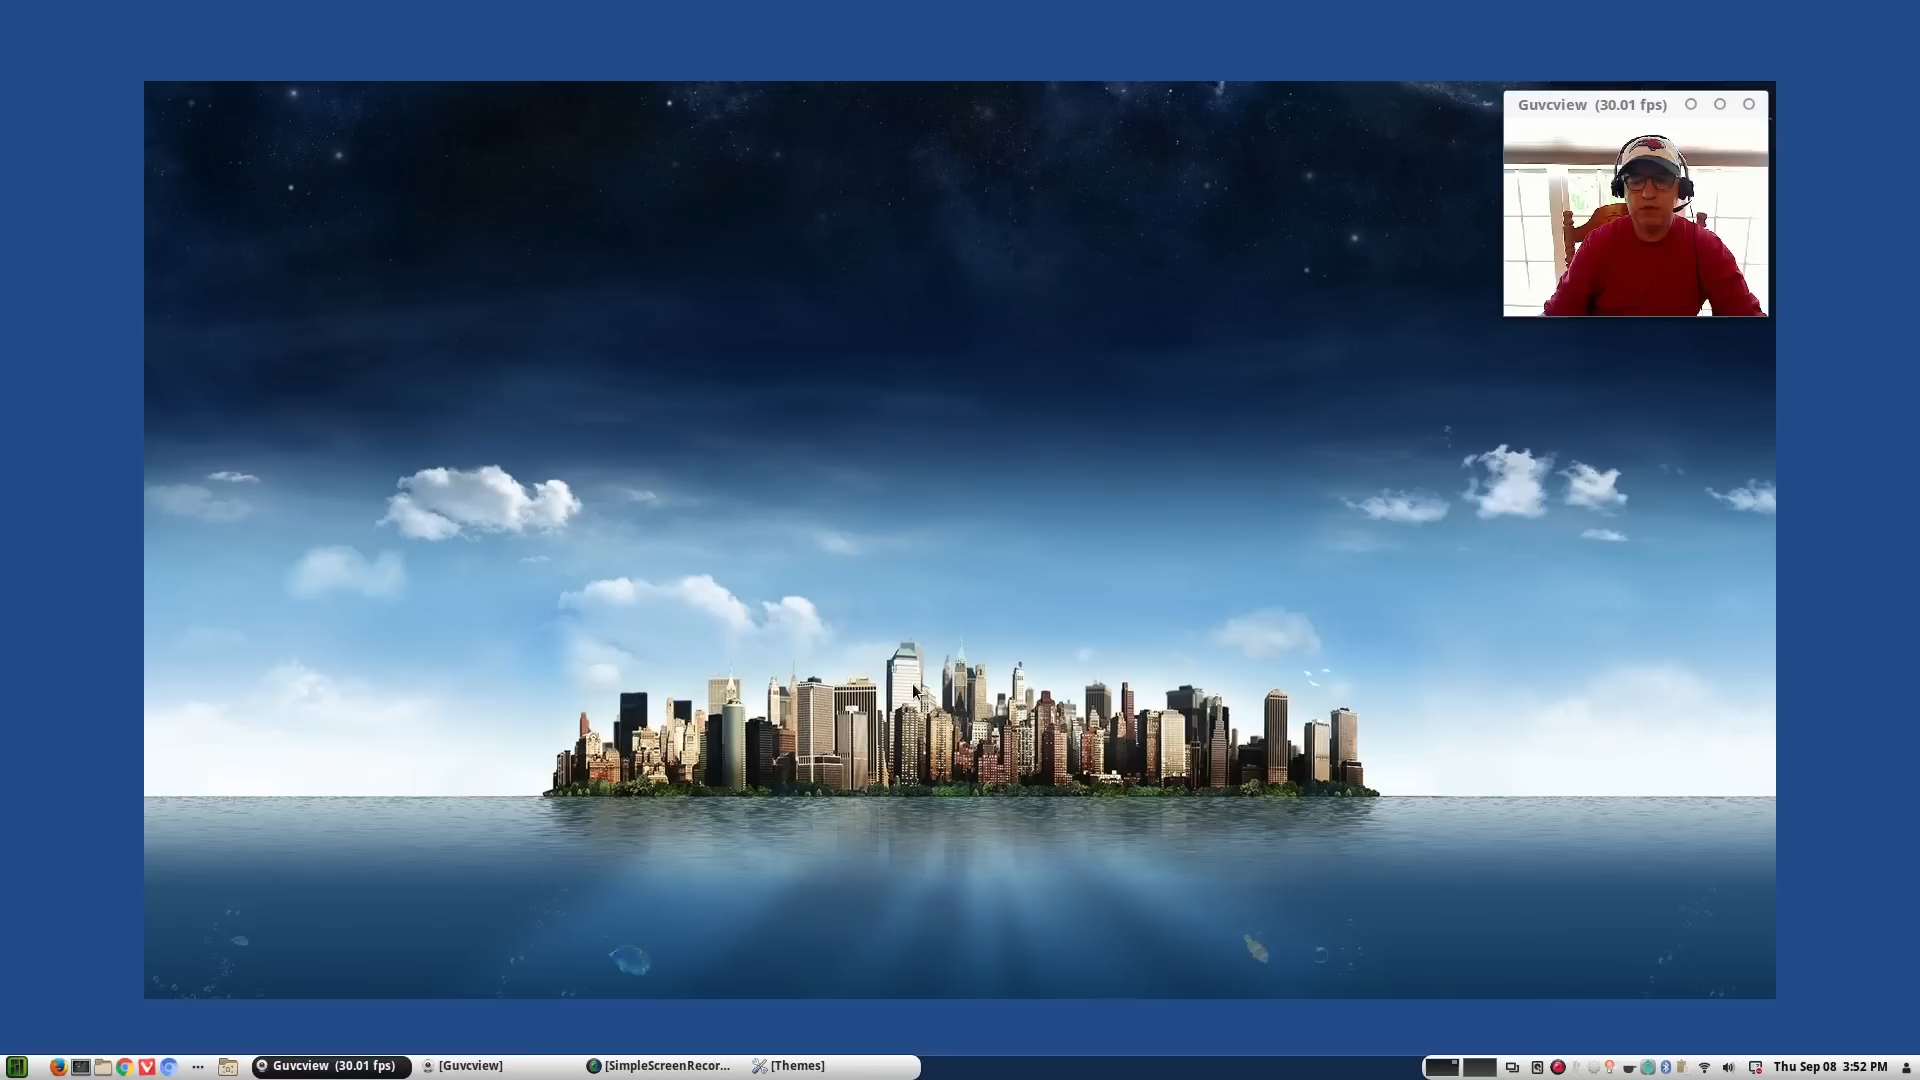 Guvcview (30.01 fps)
Guvcview (30.01 fps)
[Guvcview]
[SimpleScreenRecor...
[Themes]
Thu Sep 08 3:52 PM